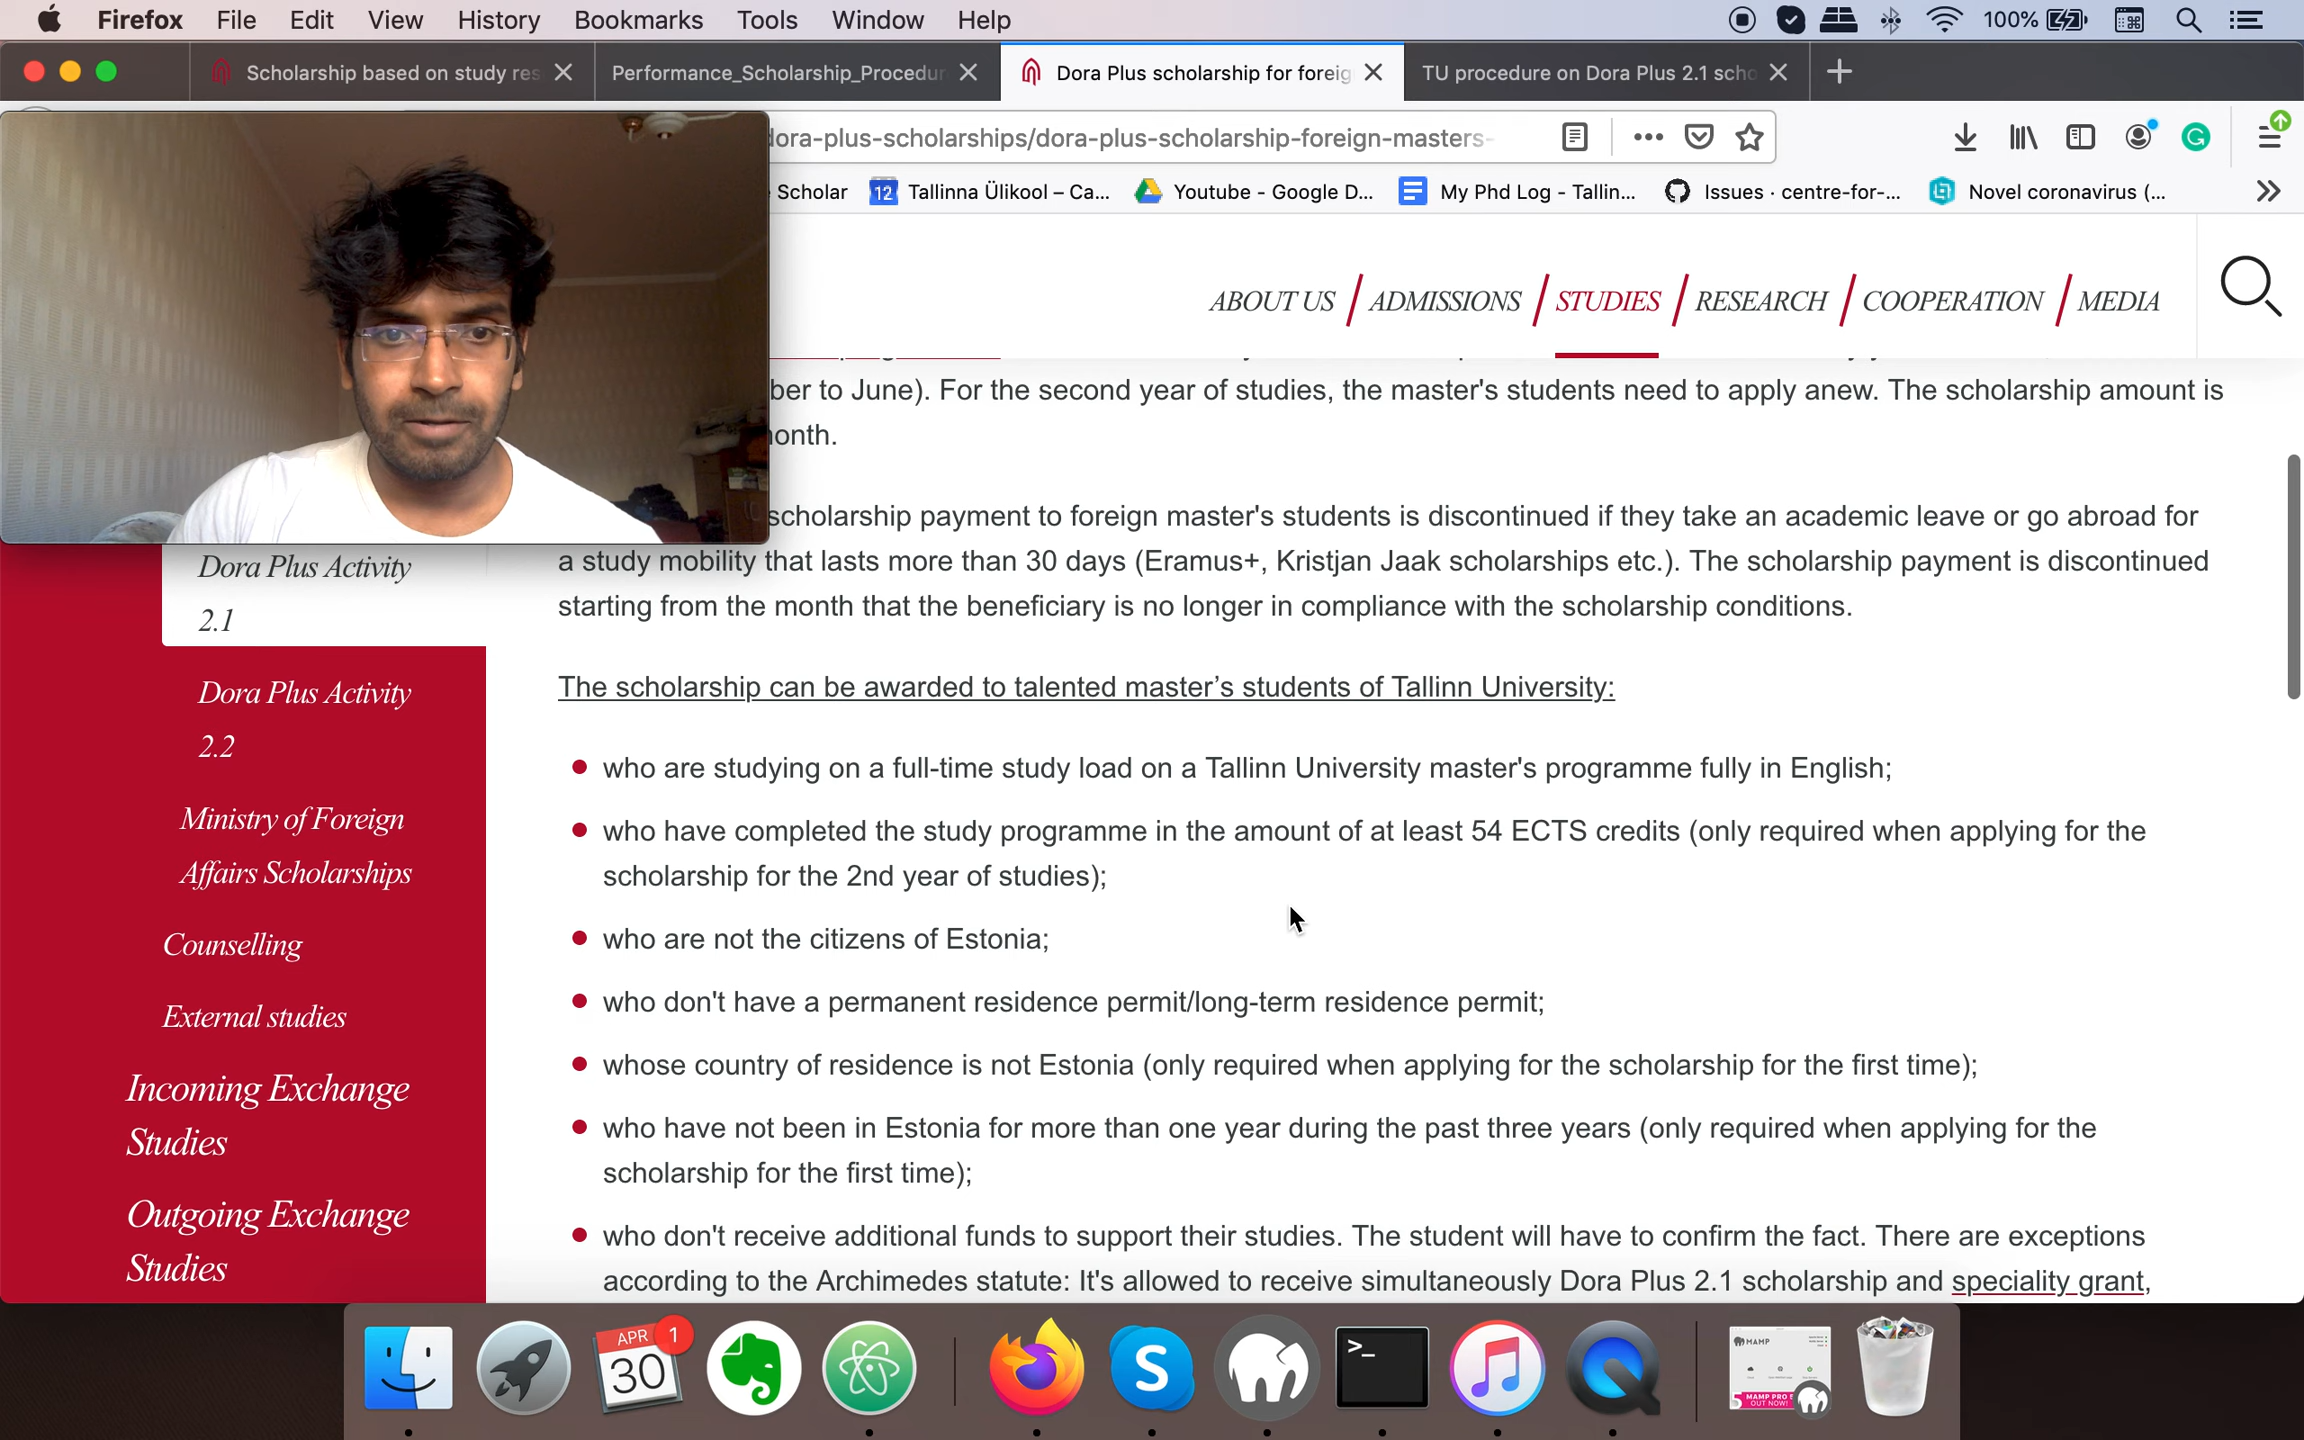 Firefox File Edit View History Bookmarks Tools Window Help 100%
Scholarship based on study res Performance_Scholarship_Procedur Dora Plus scholarship for foreig TU procedure on Dora Plus 2.1 scho
dora-plus-scholarships/dora-plus-scholarship-foreign-masters-
Scholar 12 Tallinna Ülikool – Ca... Youtube - Google D... My Phd Log - Tallin... Issues · centre-for-... Novel coronavirus (...
ABOUT US ADMISSIONS STUDIES RESEARCH COOPERATION MEDIA
ber to June). For the second year of studies, the master's students need to apply anew. The scholarship amount is
onth.
scholarship payment to foreign master's students is discontinued if they take an academic leave or go abroad for
a study mobility that lasts more than 30 days (Eramus+, Kristjan Jaak scholarships etc.). The scholarship payment is discontinued
starting from the month that the beneficiary is no longer in compliance with the scholarship conditions.
The scholarship can be awarded to talented master’s students of Tallinn University:
who are studying on a full-time study load on a Tallinn University master's programme fully in English;
who have completed the study programme in the amount of at least 54 ECTS credits (only required when applying for the
scholarship for the 2nd year of studies);
who are not the citizens of Estonia;
who don't have a permanent residence permit/long-term residence permit;
whose country of residence is not Estonia (only required when applying for the scholarship for the first time);
who have not been in Estonia for more than one year during the past three years (only required when applying for the
scholarship for the first time);
who don't receive additional funds to support their studies. The student will have to confirm the fact. There are exceptions
according to the Archimedes statute: It's allowed to receive simultaneously Dora Plus 2.1 scholarship and speciality grant,
Dora Plus Activity
2.1
Dora Plus Activity
2.2
Ministry of Foreign
Affairs Scholarships
Counselling
External studies
Incoming Exchange
Studies
Outgoing Exchange
Studies
APR 1
30
S
>_
MAMP
MAMP PRO 5
OUT NOW!